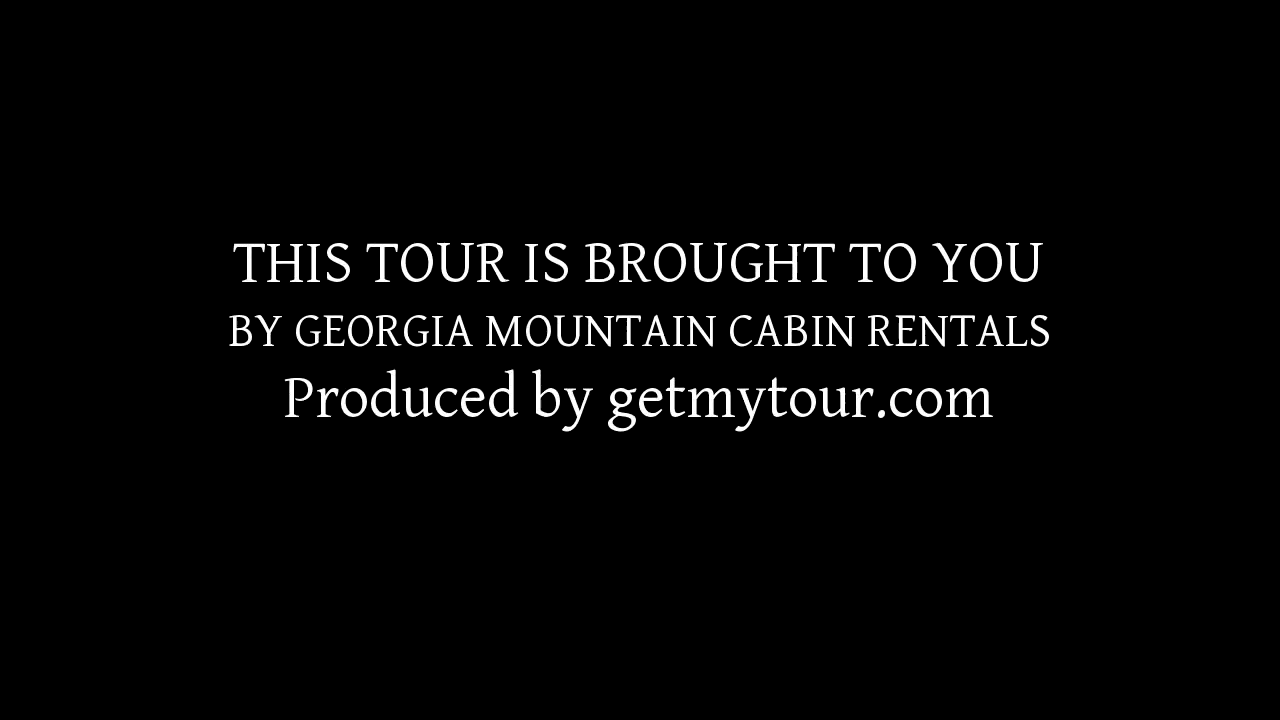 THIS TOUR IS BROUGHT TO YOU
BY GEORGIA MOUNTAIN CABIN RENTALS
Produced by getmytour.com